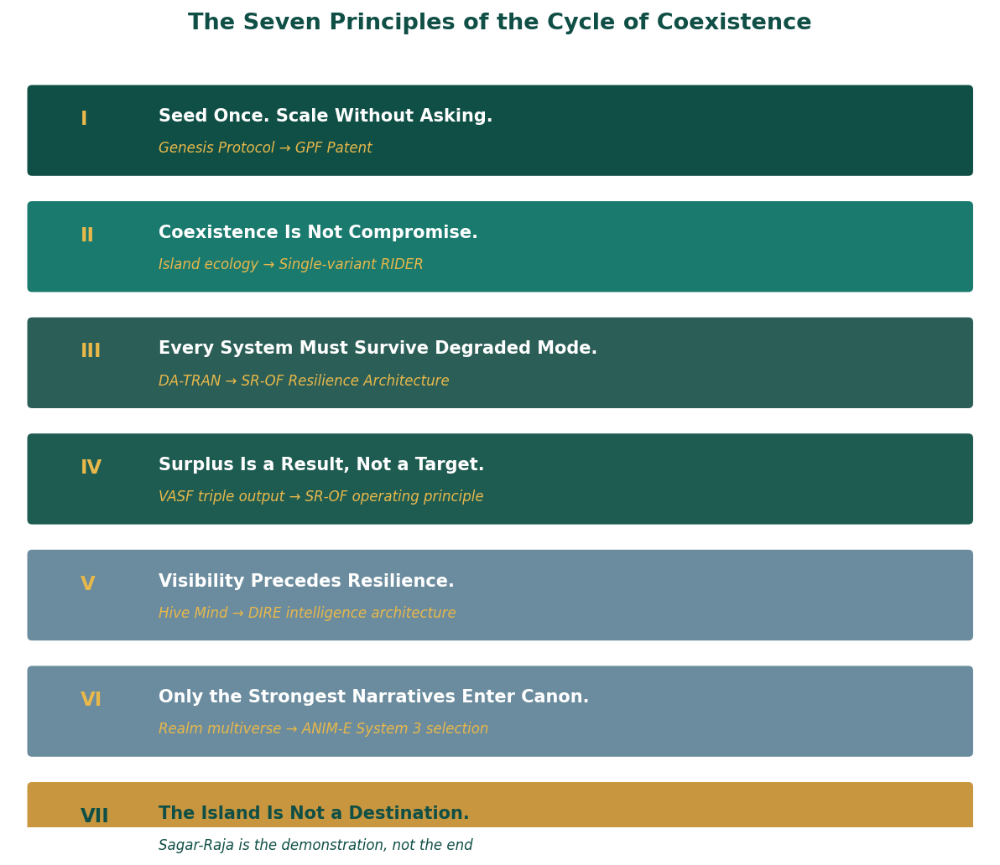 The Seven Principles of the Cycle of Coexistence
I
Seed Once. Scale Without Asking.
Genesis Protocol → GPF Patent
II
Coexistence Is Not Compromise.
Island ecology → Single-variant RIDER
III
Every System Must Survive Degraded Mode.
DA-TRAN → SR-OF Resilience Architecture
IV
Surplus Is a Result, Not a Target.
VASF triple output → SR-OF operating principle
V
Visibility Precedes Resilience.
Hive Mind → DIRE intelligence architecture
VI
Only the Strongest Narratives Enter Canon.
Realm multiverse → ANIM-E System 3 selection
VII
The Island Is Not a Destination.
Sagar-Raja is the demonstration, not the end